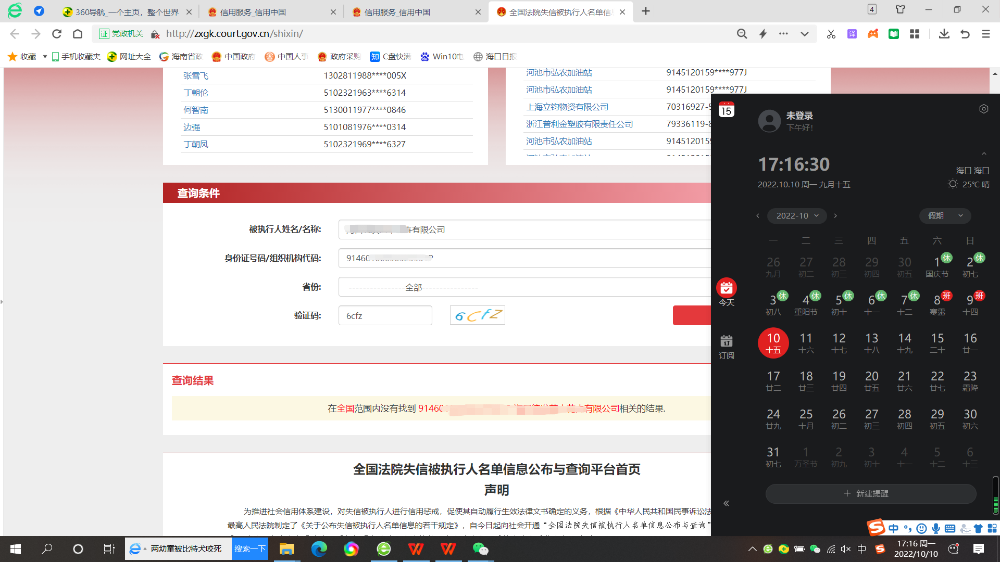 360导航_一个主页，整个世界
信用服务_信用中国
信用服务_信用中国
全国法院失信被执行人名单信息
4
证 党政机关
http://zxgk.court.gov.cn/shixin/
译
收藏
手机收藏夹
网址大全
海南省政
中国政府
中国人事
政府采购
知 C盘快满
Win10电
海口日报
张雪飞 1302811988****005X
丁朝伦 5102321963****6314
何智南 5130011977****0846
边强 5101081976****0314
丁朝凤 5102321969****6327
河池市弘农加油站 9145120159****977J
河池市弘农加油站 9145120159****977J
上海立钧物资有限公司 70316927-5
浙江普利金塑胶有限责任公司 79336119-8
河池市弘农加油站 9145120159
查询条件
被执行人姓名/名称: 有限公司
身份证号码/组织机构代码: 91460
省份: ----------------全部----------------
验证码: 6cfz 6CfZ
查询结果
在全国范围内没有找到 91460 有限公司相关的结果.
全国法院失信被执行人名单信息公布与查询平台首页
声明
为推进社会信用体系建设，对失信被执行人进行信用惩戒，促使其自动履行生效法律文书确定的义务，根据《中华人民共和国民事诉讼法
最高人民法院制定了《关于公布失信被执行人名单信息的若干规定》，自今日起向社会开通“全国法院失信被执行人名单信息公布与查询”
15
未登录
下午好！
17:16:30
海口 海口
2022.10.10 周一 九月十五
25℃ 晴
2022-10
假期
一 二 三 四 五 六 日
26 27 28 29 30 1 休 2 休
九月 初二 初三 初四 初五 国庆节 初七
3 休 4 休 5 休 6 休 7 休 8 班 9 班
初八 重阳节 初十 十一 十二 寒露 十四
今天
10 11 12 13 14 15 16
十五 十六 十七 十八 十九 二十 廿一
订阅
17 18 19 20 21 22 23
廿二 廿三 廿四 廿五 廿六 廿七 霜降
24 25 26 27 28 29 30
廿九 十月 初二 初三 初四 初五 初六
31 1 2 3 4 5 6
初七 万圣节 初九 初十 十一 十二 十三
＋ 新建提醒
«
S 中
两幼童被比特犬咬死
搜索一下
中
S
17:16 周一
2022/10/10